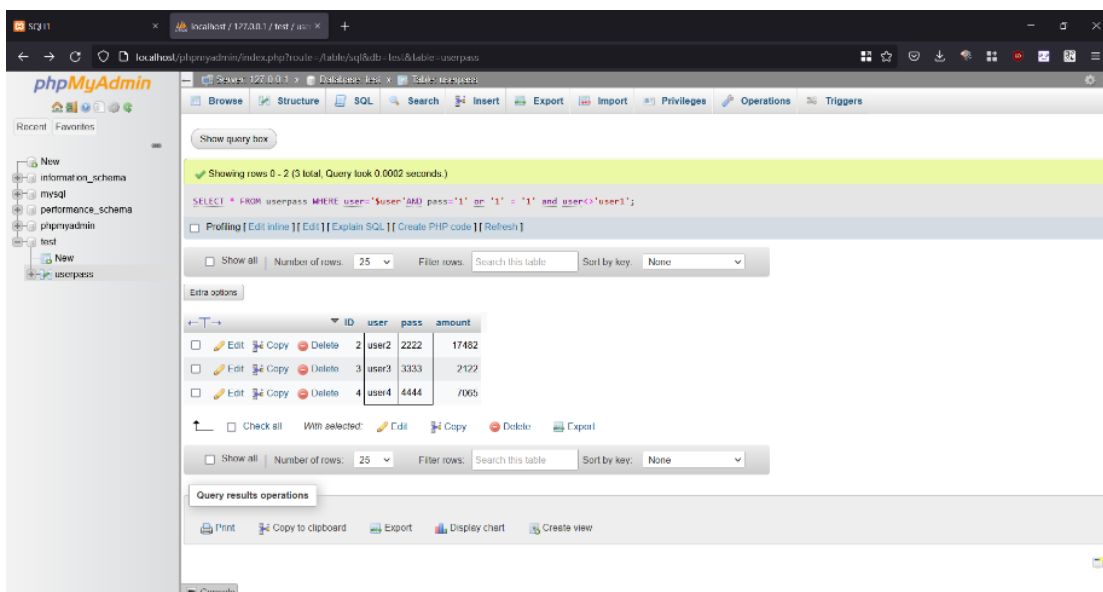 SQLI1
localhost / 127.0.0.1 / test / use
localhost/phpmyadmin/index.php?route=/table/sql&db=test&table=userpass
phpMyAdmin
Recent Favorites
New
information_schema
mysql
performance_schema
phpmyadmin
test
New
userpass
Server: 127.0.0.1 » Database: test » Table: userpass
Browse Structure SQL Search Insert Export Import Privileges Operations Triggers
Show query box
Showing rows 0 - 2 (3 total, Query took 0.0002 seconds.)
SELECT * FROM userpass WHERE user='$user'AND pass='1' or '1' = '1' and user<>'user1';
Profiling [ Edit inline ] [ Edit ] [ Explain SQL ] [ Create PHP code ] [ Refresh ]
Show all Number of rows: 25 Filter rows: Search this table Sort by key: None
Extra options
←T→ ▼ ID user pass amount
Edit Copy Delete 2 user2 2222 17482
Edit Copy Delete 3 user3 3333 2122
Edit Copy Delete 4 user4 4444 7065
Check all With selected: Edit Copy Delete Export
Show all Number of rows: 25 Filter rows: Search this table Sort by key: None
Query results operations
Print Copy to clipboard Export Display chart Create view
Console